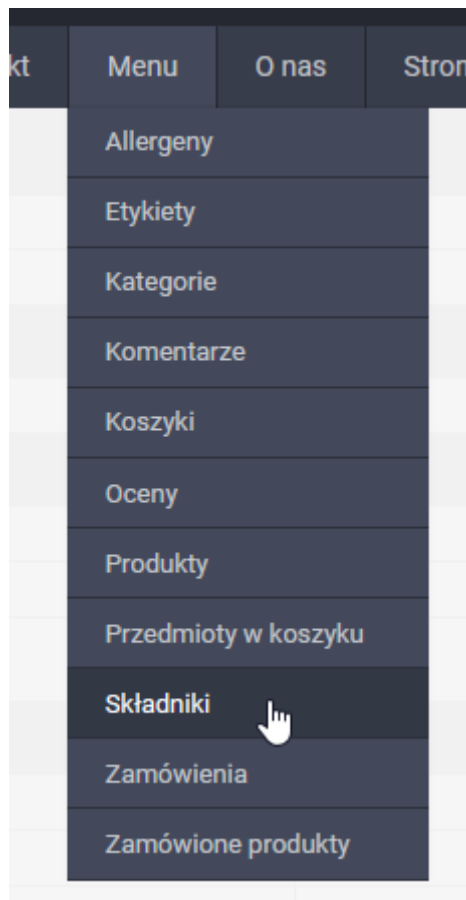 kt Menu O nas Stron
Allergeny
Etykiety
Kategorie
Komentarze
Koszyki
Oceny
Produkty
Przedmioty w koszyku
Składniki
Zamówienia
Zamówione produkty